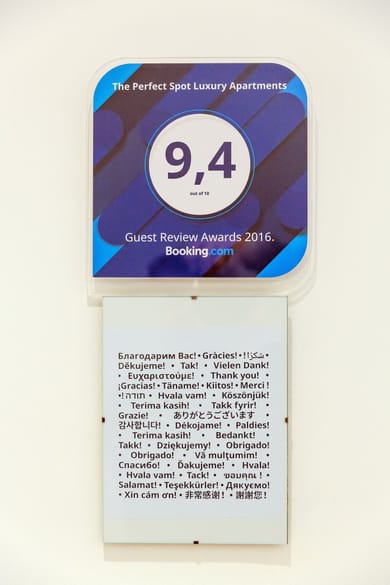 The Perfect Spot Luxury Apartments
9,4
out of 10
Guest Review Awards 2016.
Booking.com
Благодарим Вас! • Gràcies! • !شكرًا •
Děkujeme! • Tak! • Vielen Dank!
• Ευχαριστούμε! • Thank you! •
¡Gracias! • Täname! • Kiitos! • Merci !
• !תודה • Hvala vam! • Köszönjük!
• Terima kasih! • Takk fyrir! •
Grazie! • ありがとうございます •
감사합니다! • Dėkojame! • Paldies!
• Terima kasih! • Bedankt! •
Takk! • Dziękujemy! • Obrigado!
• Obrigado! • Vă mulţumim! •
Спасибо! • Ďakujeme! • Hvala!
• Hvala vam! • Tack! • ขอบคุณ ! •
Salamat! • Teşekkürler! • Дякуємо!
• Xin cám ơn! • 非常感谢！ • 謝謝您！